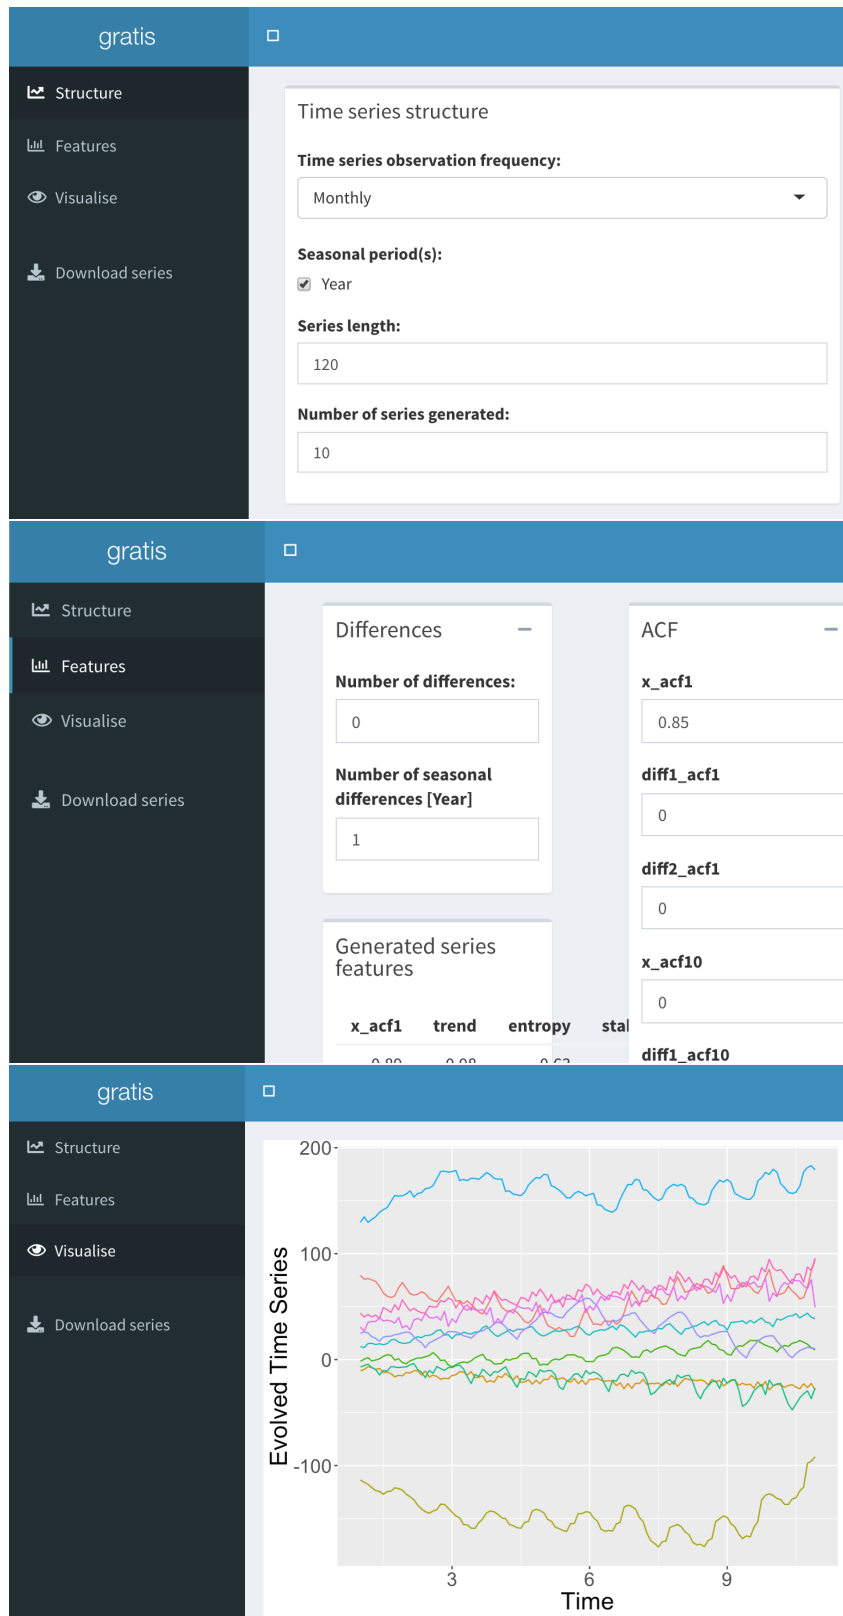 gratis
Structure
Features
Visualise
Download series
Time series structure
Time series observation frequency:
Monthly
Seasonal period(s):
Year
Series length:
120
Number of series generated:
10
gratis
Structure
Features
Visualise
Download series
Differences
Number of differences:
0
Number of seasonal
differences [Year]
1
Generated series
features
x_acf1 trend entropy
ACF
x_acf1
0.85
diff1_acf1
0
diff2_acf1
0
x_acf10
0
diff1_acf10
gratis
Structure
Features
Visualise
Download series
Evolved Time Series
200
100
0
-100
3 6 9
Time